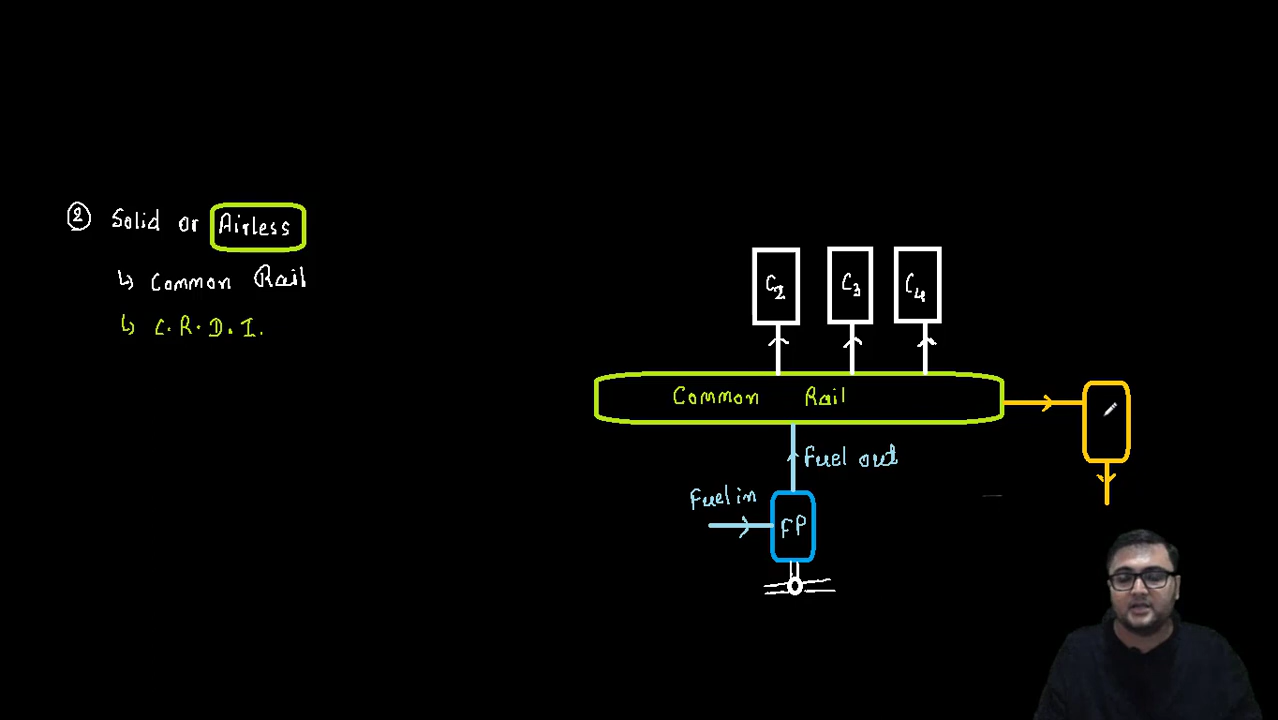 ② Solid or Airless
↳ Common Rail
↳ C.R.D.I.
C2 C3 C4
Common Rail
Fuel out
Fuel in
FP